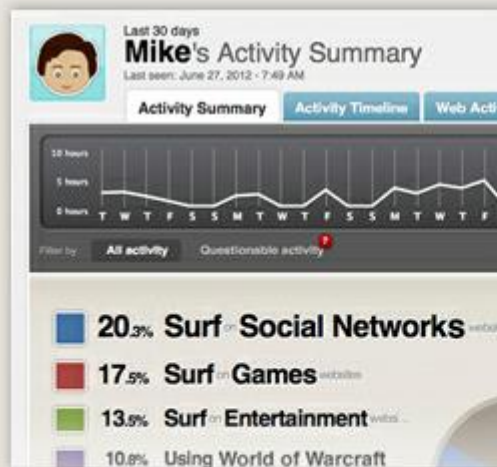 Last 30 days
Mike's Activity Summary
Last seen: June 27, 2012 - 7:49 AM
Activity Summary Activity Timeline Web Acti
10 hours
5 hours
0 hours
T W T F S S M T W T F S S M T W T F
Filter by All activity Questionable activity ?
20.3% Surf on Social Networks
17.5% Surf on Games websites
13.5% Surf on Entertainment
10.8% Using World of Warcraft